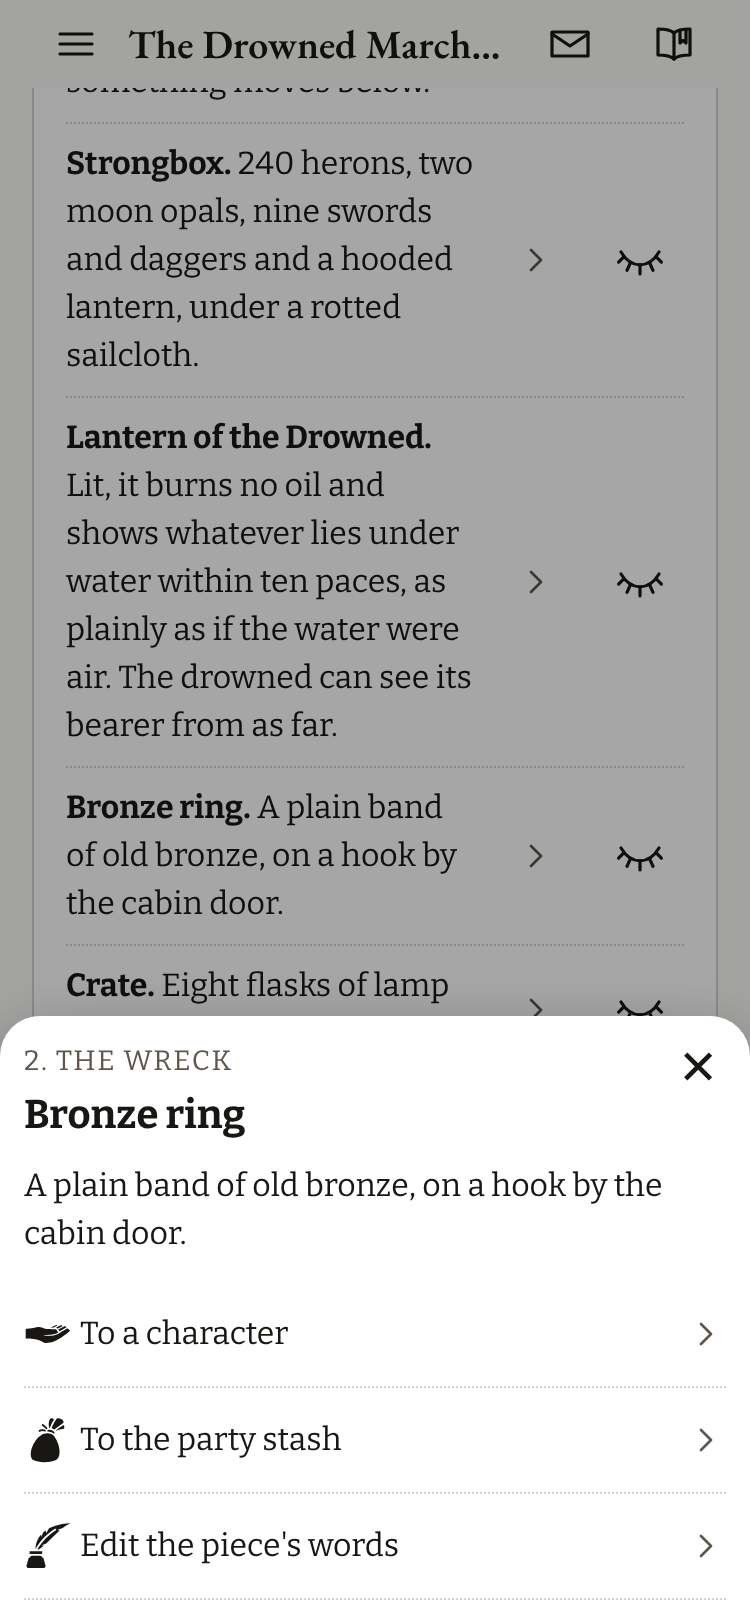 The Drowned March...
something moves below.
Strongbox. 240 herons, two
moon opals, nine swords
and daggers and a hooded
lantern, under a rotted
sailcloth.
Lantern of the Drowned.
Lit, it burns no oil and
shows whatever lies under
water within ten paces, as
plainly as if the water were
air. The drowned can see its
bearer from as far.
Bronze ring. A plain band
of old bronze, on a hook by
the cabin door.
Crate. Eight flasks of lamp
2. THE WRECK
Bronze ring
A plain band of old bronze, on a hook by the
cabin door.
To a character
To the party stash
Edit the piece's words